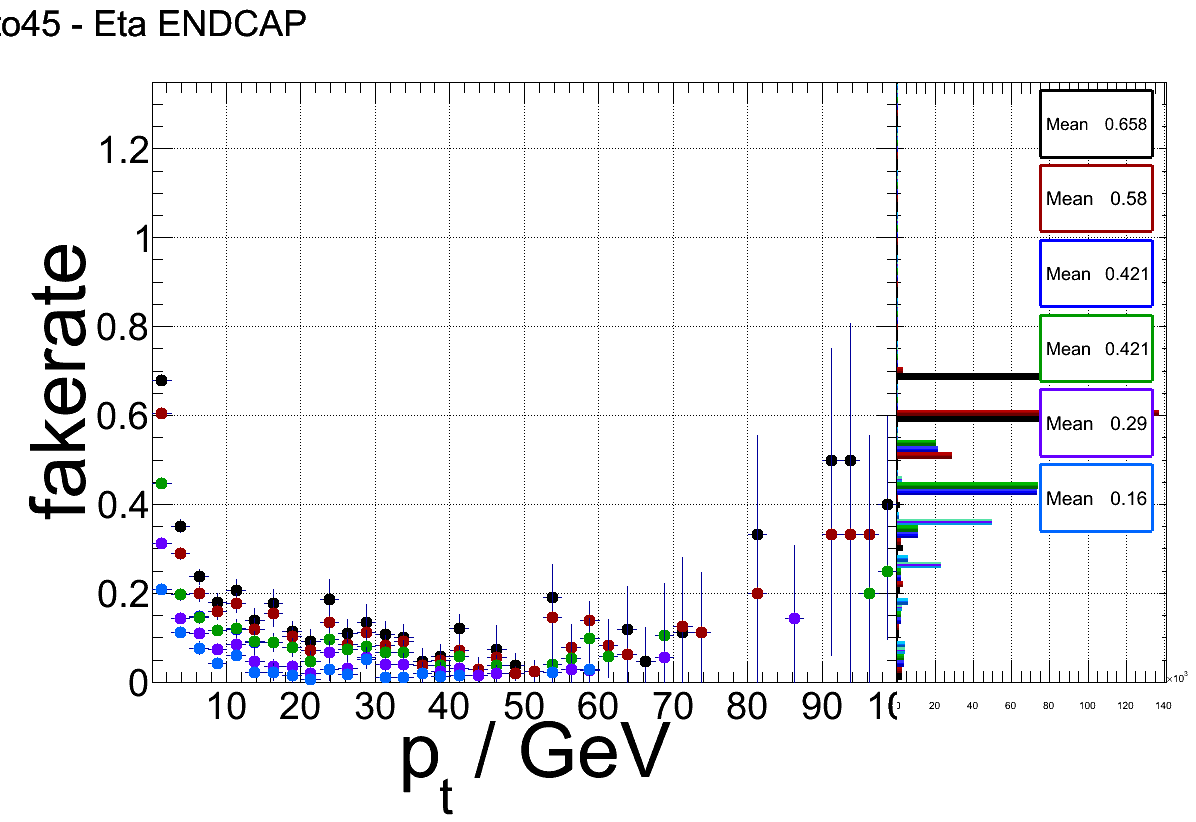 to45 - Eta ENDCAP
fakerate
1.2
1
0.8
0.6
0.4
0.2
0
10 20 30 40 50 60 70 80 90 10
p
t / GeV
Mean 0.658
Mean 0.58
Mean 0.421
Mean 0.421
Mean 0.29
Mean 0.16
0 20 40 60 80 100 120 140
×10³